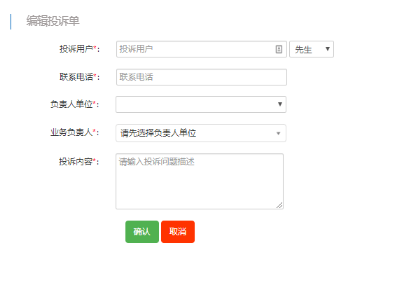 编辑投诉单
投诉用户*： 投诉用户 先生
联系电话*： 联系电话
负责人单位*：
业务负责人*： 请先选择负责人单位
投诉内容*： 请输入投诉问题描述
确认 取消